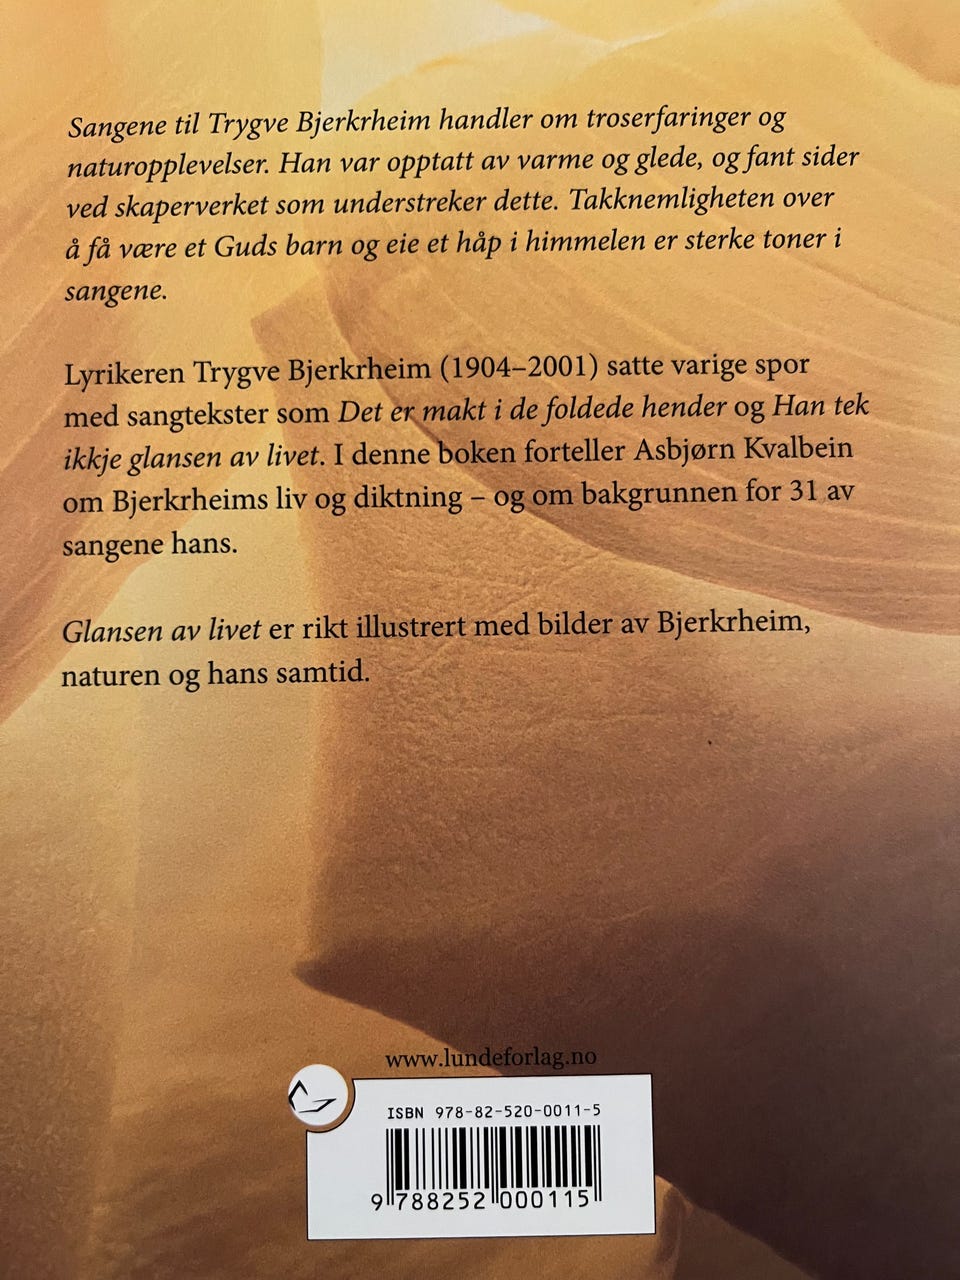 Sangene til Trygve Bjerkrheim handler om troserfaringer og
naturopplevelser. Han var opptatt av varme og glede, og fant sider
ved skaperverket som understreker dette. Takknemligheten over
å få være et Guds barn og eie et håp i himmelen er sterke toner i
sangene.
Lyrikeren Trygve Bjerkrheim (1904–2001) satte varige spor
med sangtekster som Det er makt i de foldede hender og Han tek
ikkje glansen av livet. I denne boken forteller Asbjørn Kvalbein
om Bjerkrheims liv og diktning – og om bakgrunnen for 31 av
sangene hans.
Glansen av livet er rikt illustrert med bilder av Bjerkrheim,
naturen og hans samtid.
www.lundeforlag.no
ISBN 978-82-520-0011-5
9 788252 000115